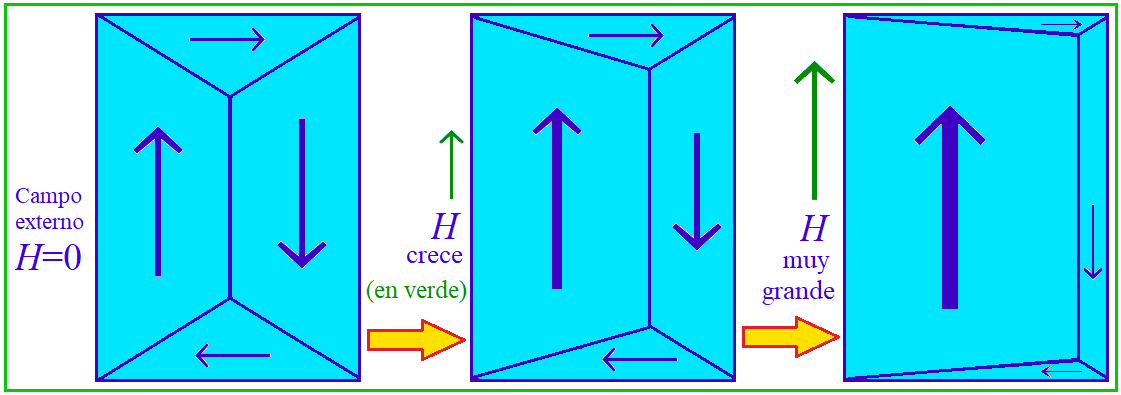 Campo
externo
H=0
H
crece
(en verde)
H
muy
grande